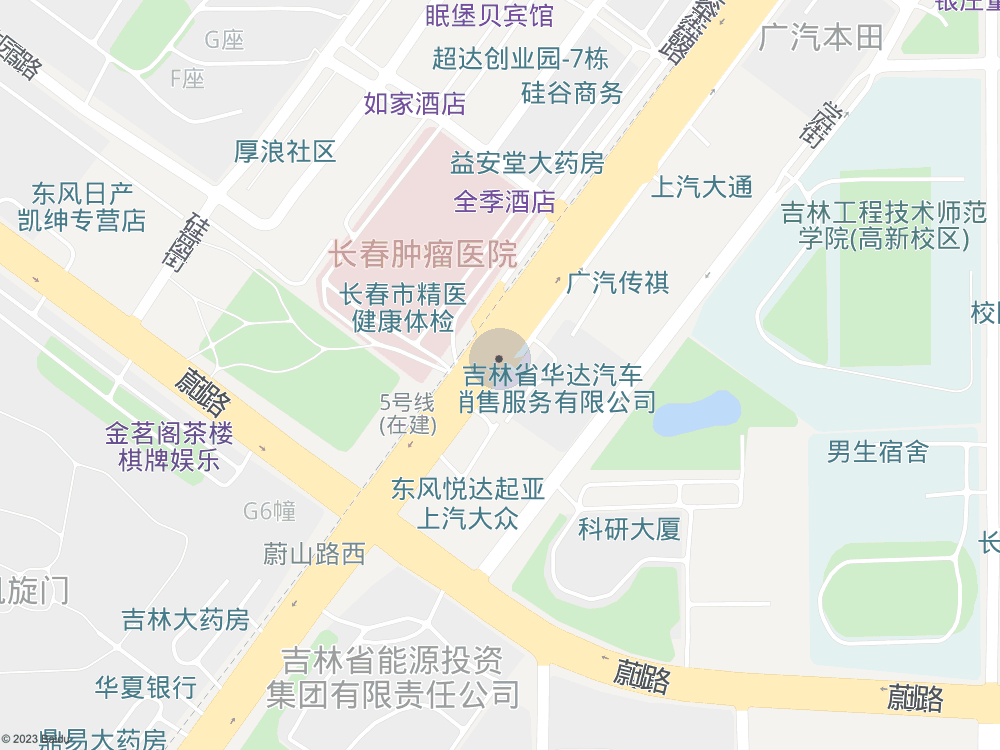 眠堡贝宾馆
G座
超达创业园-7栋
广汽本田
F座
硅谷商务
如家酒店
学庄街
厚浪社区
益安堂大药房
东风日产
凯绅专营店
全季酒店
上汽大通
吉林工程技术师范
学院(高新校区)
长春肿瘤医院
广汽传祺
长春市精医
健康体检
吉林省华达汽车
肖售服务有限公司
蔚山路
5号线
(在建)
金茗阁茶楼
棋牌娱乐
男生宿舍
东风悦达起亚
上汽大众
G6幢
科研大厦
蔚山路西
旋门
吉林大药房
吉林省能源投资
集团有限责任公司
蔚山路
华夏银行
蔚山路
鼎易大药房
© 2023 Baidu